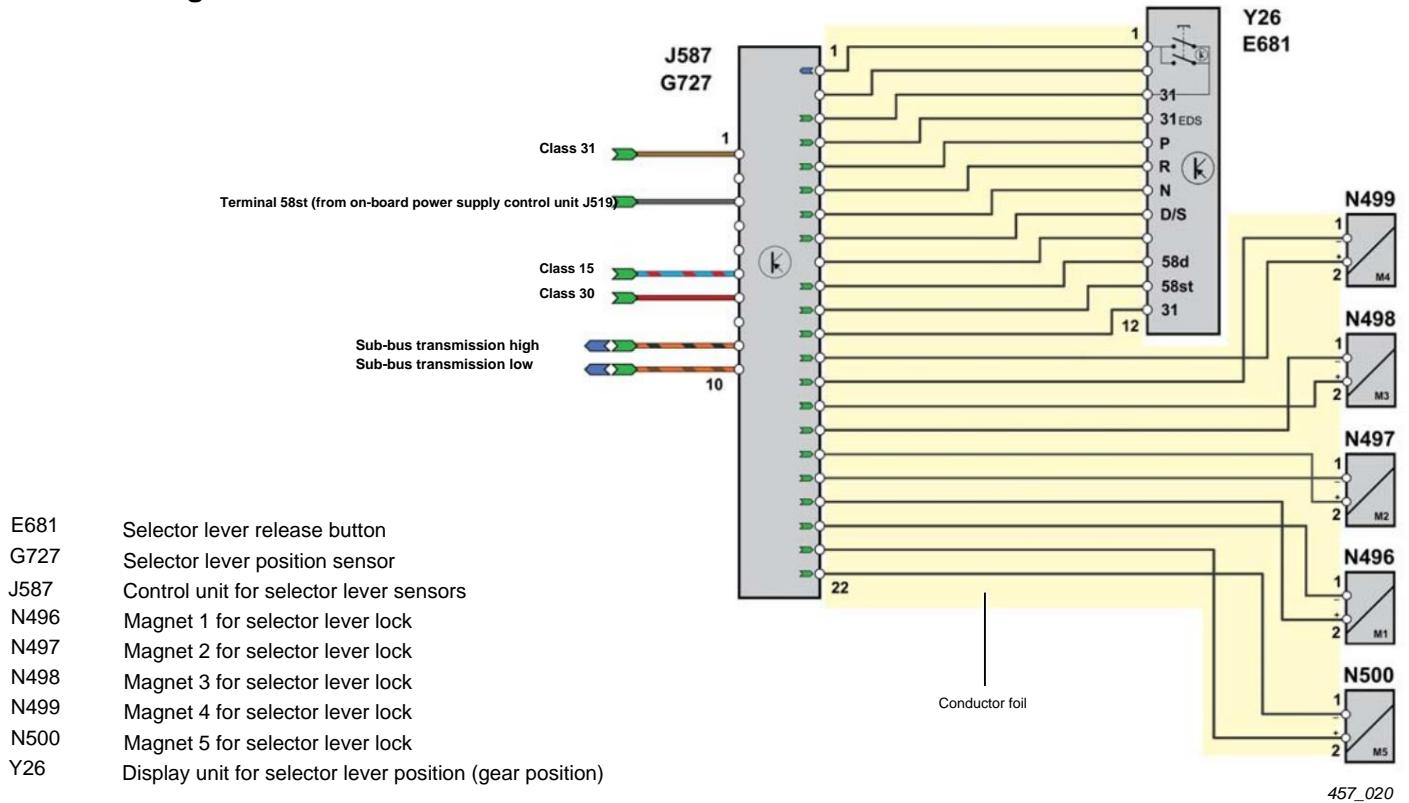 Y26
E681
J587
G727
1
1
1
31
31 EDS
P
R
N
D/S
58d
58st
31
12
Class 31
Terminal 58st (from on-board power supply control unit J519)
Class 15
Class 30
Sub-bus transmission high
Sub-bus transmission low
10
22
N499
1
2
M4
N498
1
2
M3
N497
1
2
M2
N496
1
2
M1
N500
1
2
M5
Conductor foil
E681 Selector lever release button
G727 Selector lever position sensor
J587 Control unit for selector lever sensors
N496 Magnet 1 for selector lever lock
N497 Magnet 2 for selector lever lock
N498 Magnet 3 for selector lever lock
N499 Magnet 4 for selector lever lock
N500 Magnet 5 for selector lever lock
Y26 Display unit for selector lever position (gear position)
457_020